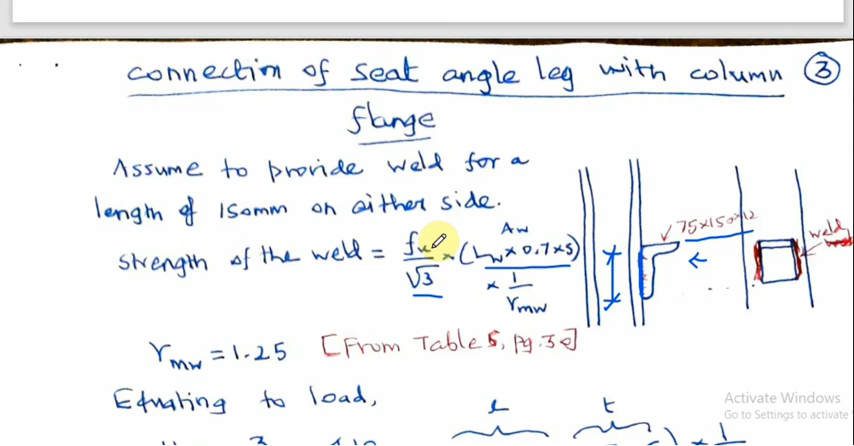 connection of seat angle leg with column ③
flange
Assume to provide weld for a
length of 150mm on either side.
Aw
strength of the weld = fu/√3 × (Lw × 0.7 × s) × 1/γmw
75×150×12
weld
γmw = 1.25 [From Table 5, Pg. 30]
Equating to load,
l t
Activate Windows
Go to Settings to activate